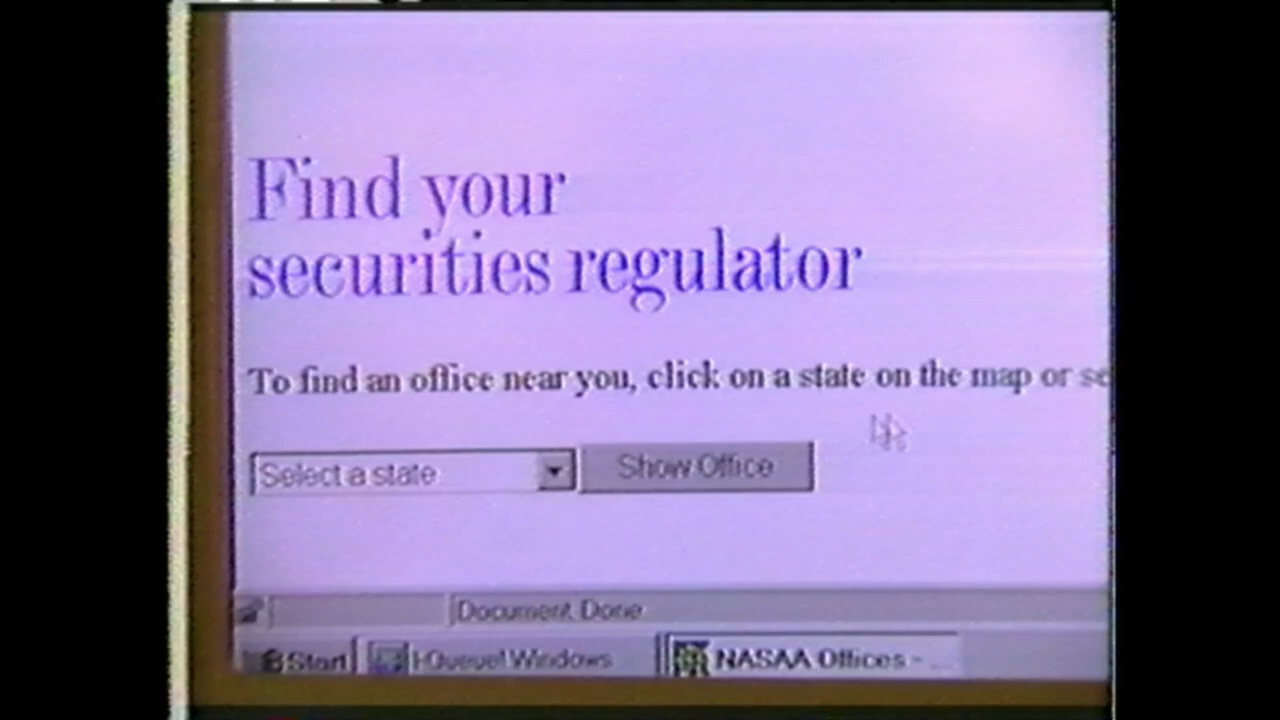 Find your
securities regulator
To find an office near you, click on a state on the map or se
Select a state
Show Office
Document: Done
Start
Windows
NASAA Offices - ...